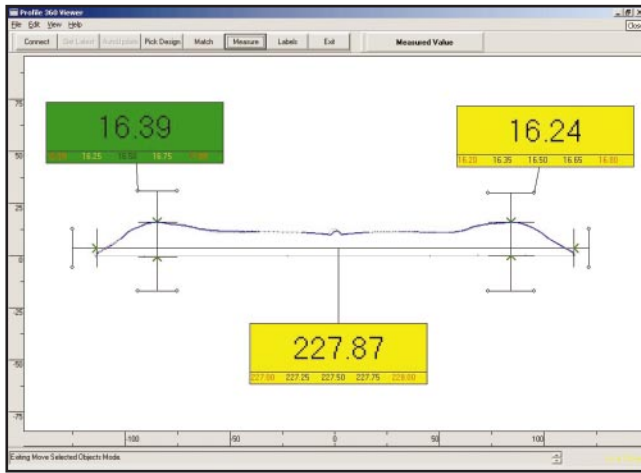 Profile 360 Viewer
File Edit View Help
Close
Connect Get Latest AutoUpdate Pick Design Match Measure Labels Exit Measured Value
75
50
25
0
-25
-50
-75
16.39
16.25 16.50 16.75
16.24
16.20 16.35 16.50 16.65 16.80
227.87
227.00 227.25 227.50 227.75 228.00
-100 -50 0 50 100
Exiting Move Selected Objects Mode.